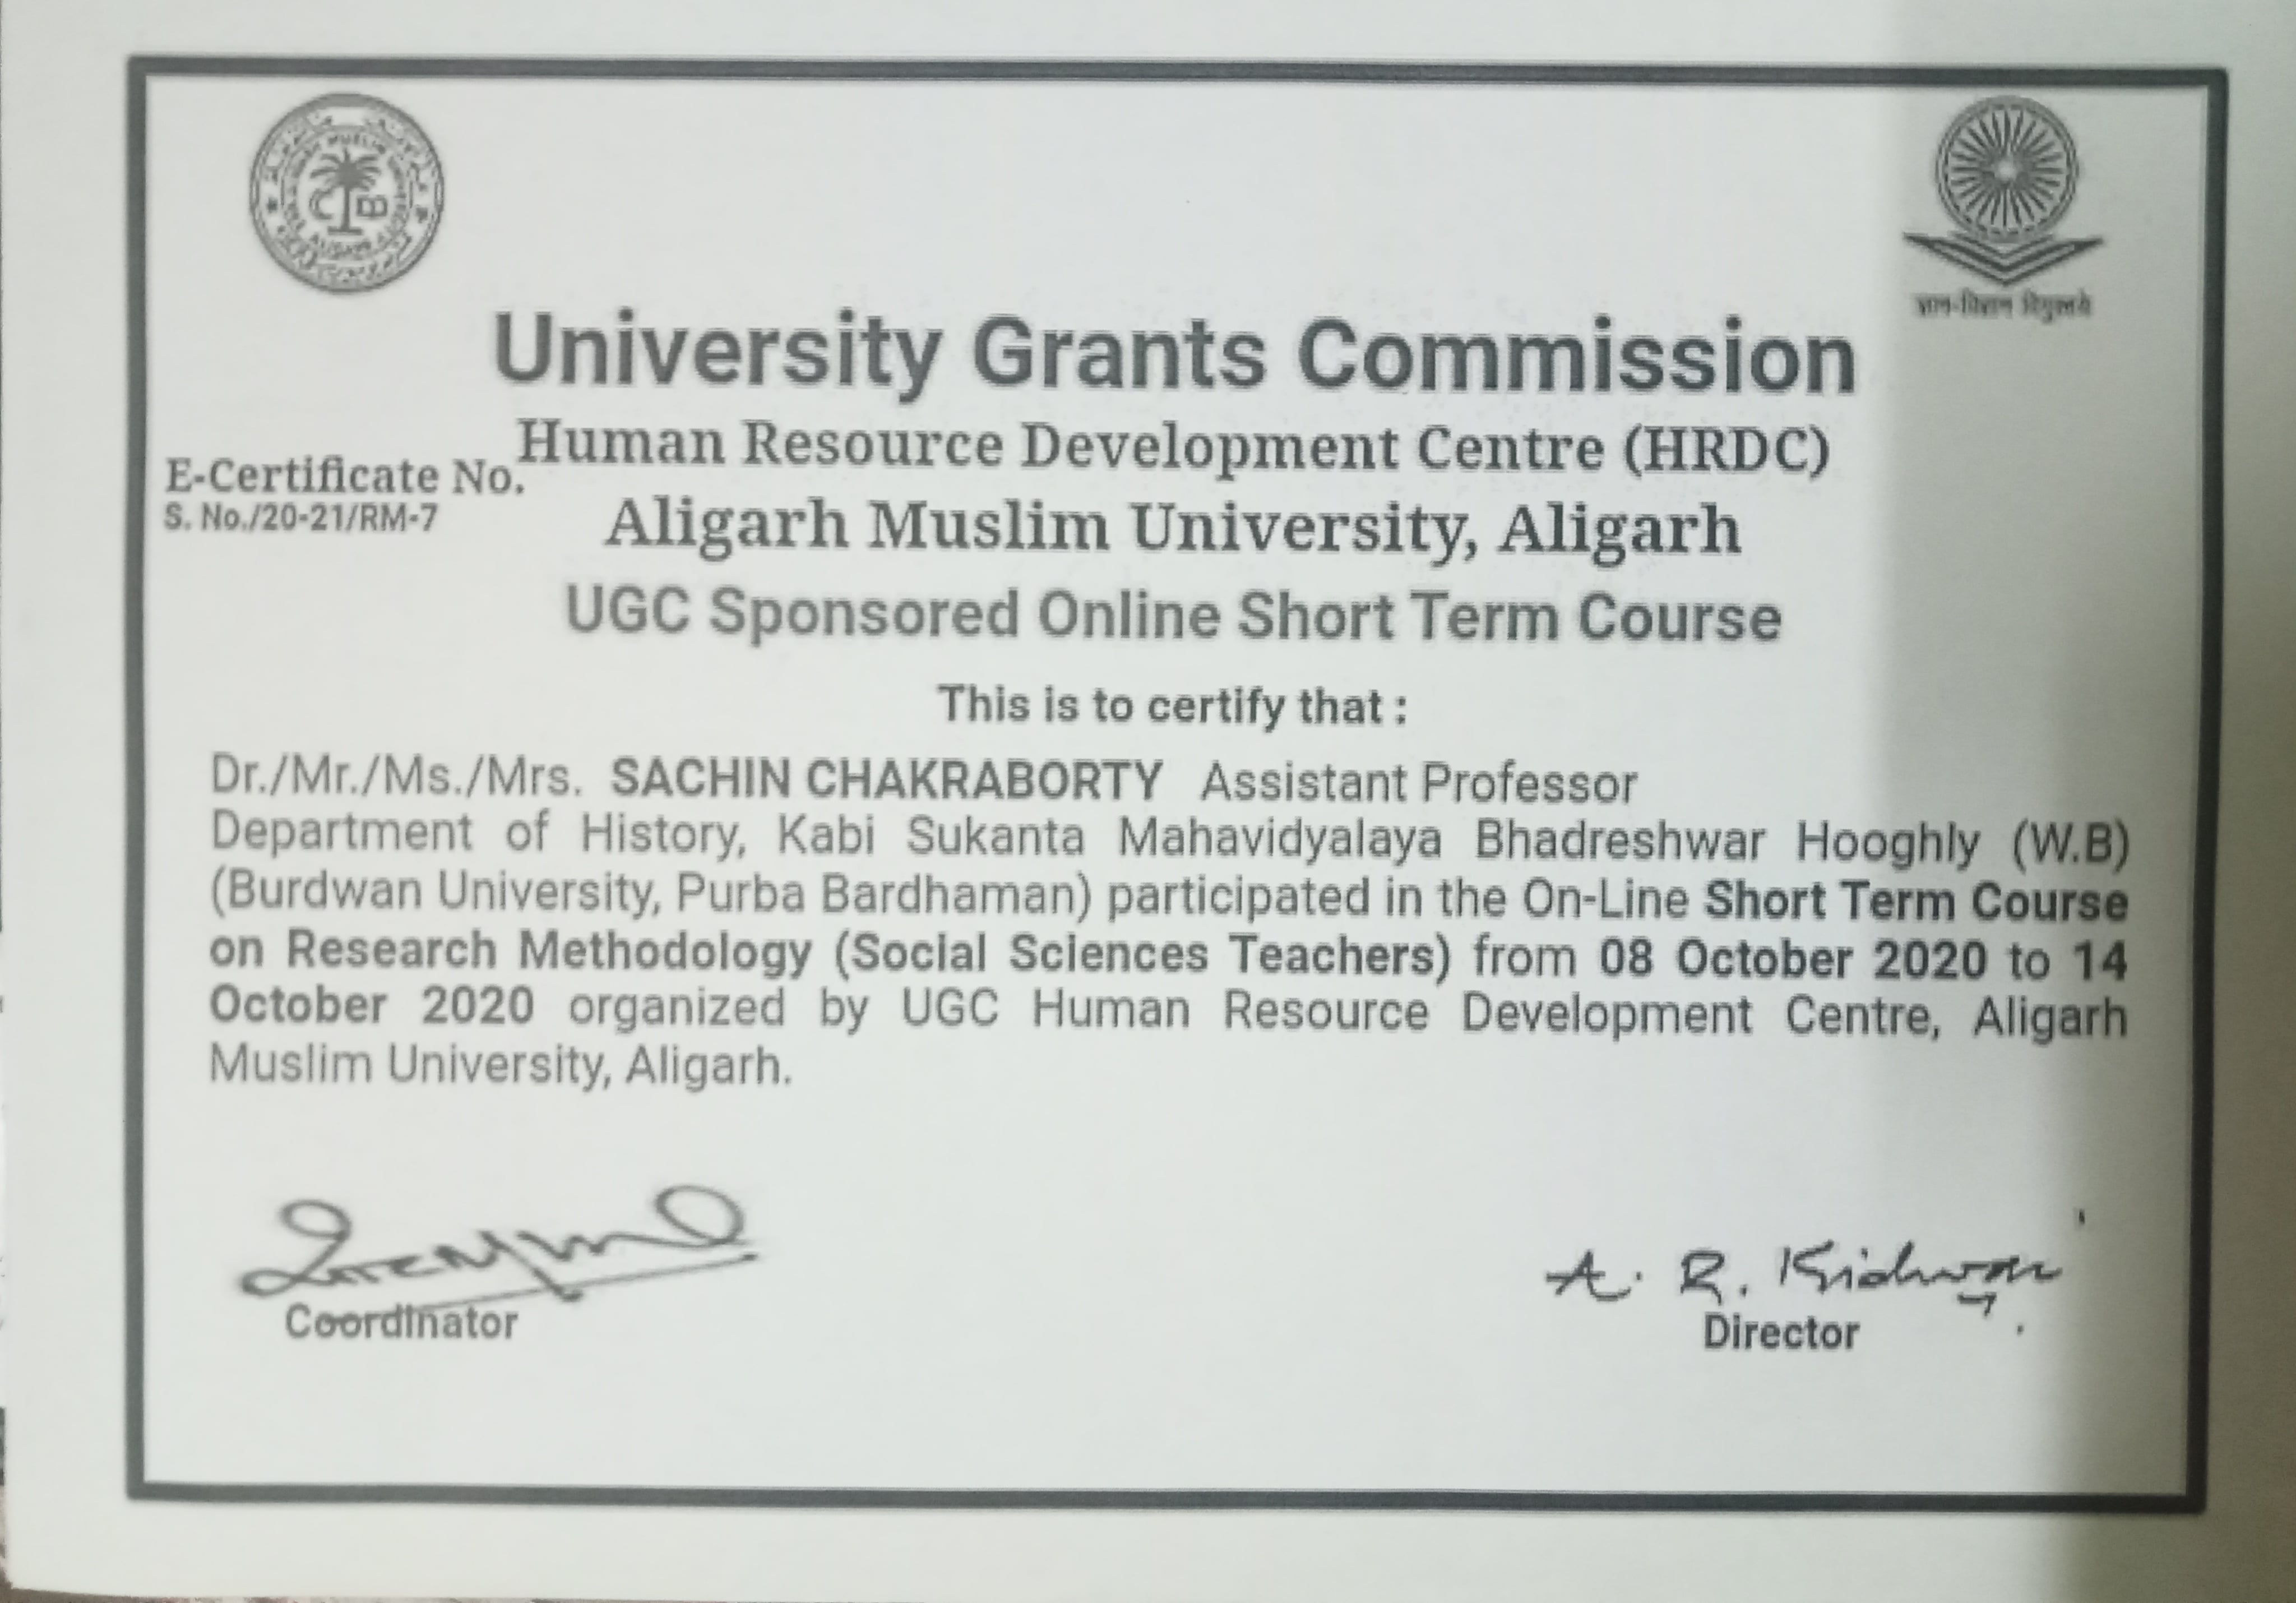 University Grants Commission
Human Resource Development Centre (HRDC)
E-Certificate No.
S. No./20-21/RM-7
Aligarh Muslim University, Aligarh
UGC Sponsored Online Short Term Course
This is to certify that :
Dr./Mr./Ms./Mrs. SACHIN CHAKRABORTY Assistant Professor
Department of History, Kabi Sukanta Mahavidyalaya Bhadreshwar Hooghly (W.B)
(Burdwan University, Purba Bardhaman) participated in the On-Line Short Term Course
on Research Methodology (Social Sciences Teachers) from 08 October 2020 to 14
October 2020 organized by UGC Human Resource Development Centre, Aligarh
Muslim University, Aligarh.
A. R. Kidwai
Coordinator
Director